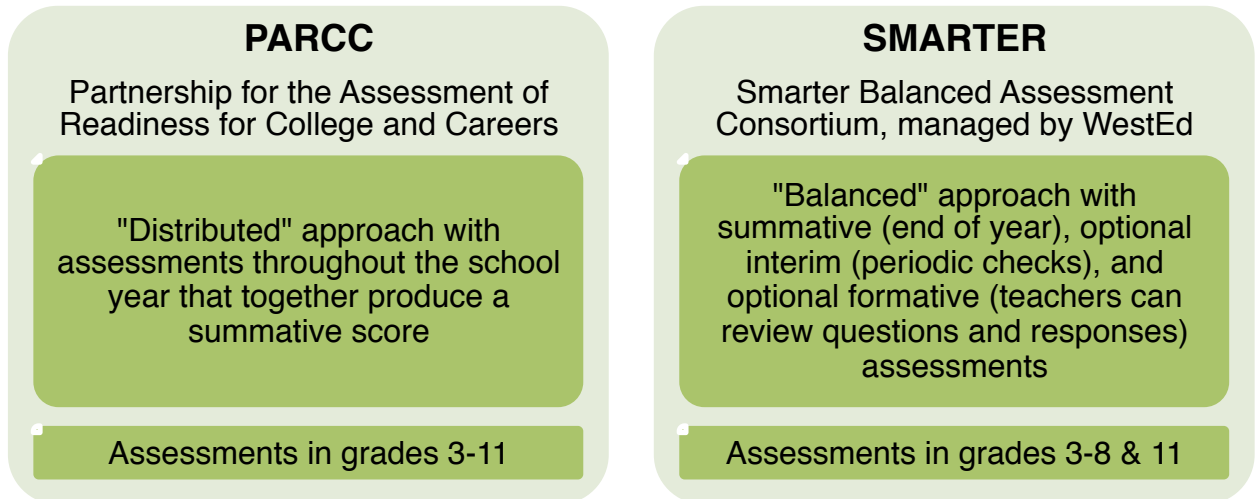 PARCC
Partnership for the Assessment of
Readiness for College and Careers
"Distributed" approach with
assessments throughout the school
year that together produce a
summative score
Assessments in grades 3-11
SMARTER
Smarter Balanced Assessment
Consortium, managed by WestEd
"Balanced" approach with
summative (end of year), optional
interim (periodic checks), and
optional formative (teachers can
review questions and responses)
assessments
Assessments in grades 3-8 & 11